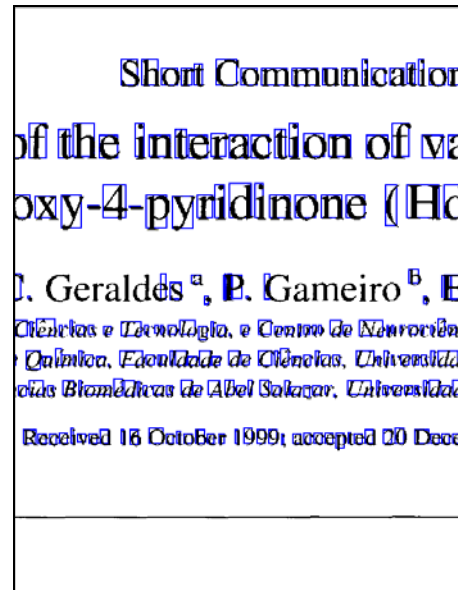 Short Communication
of the interaction of va
oxy-4-pyridinone (Ho
C. Geraldes a, P. Gameiro b, E
Ciências e Tecnologia, e Centro de Neurociên
Química, Faculdade de Ciências, Universida
cias Biomédicas de Abel Salazar, Universidad
Received 16 October 1999; accepted 20 Dece